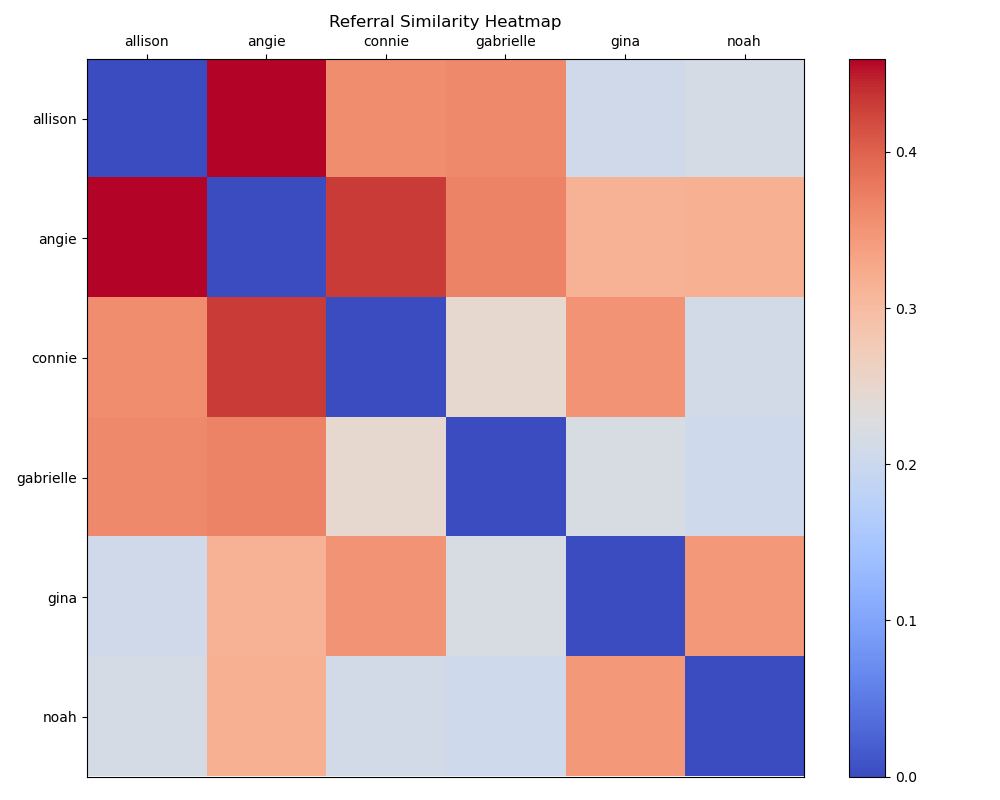 Referral Similarity Heatmap
allison angie connie gabrielle gina noah
allison
angie
connie
gabrielle
gina
noah
0.4
0.3
0.2
0.1
0.0